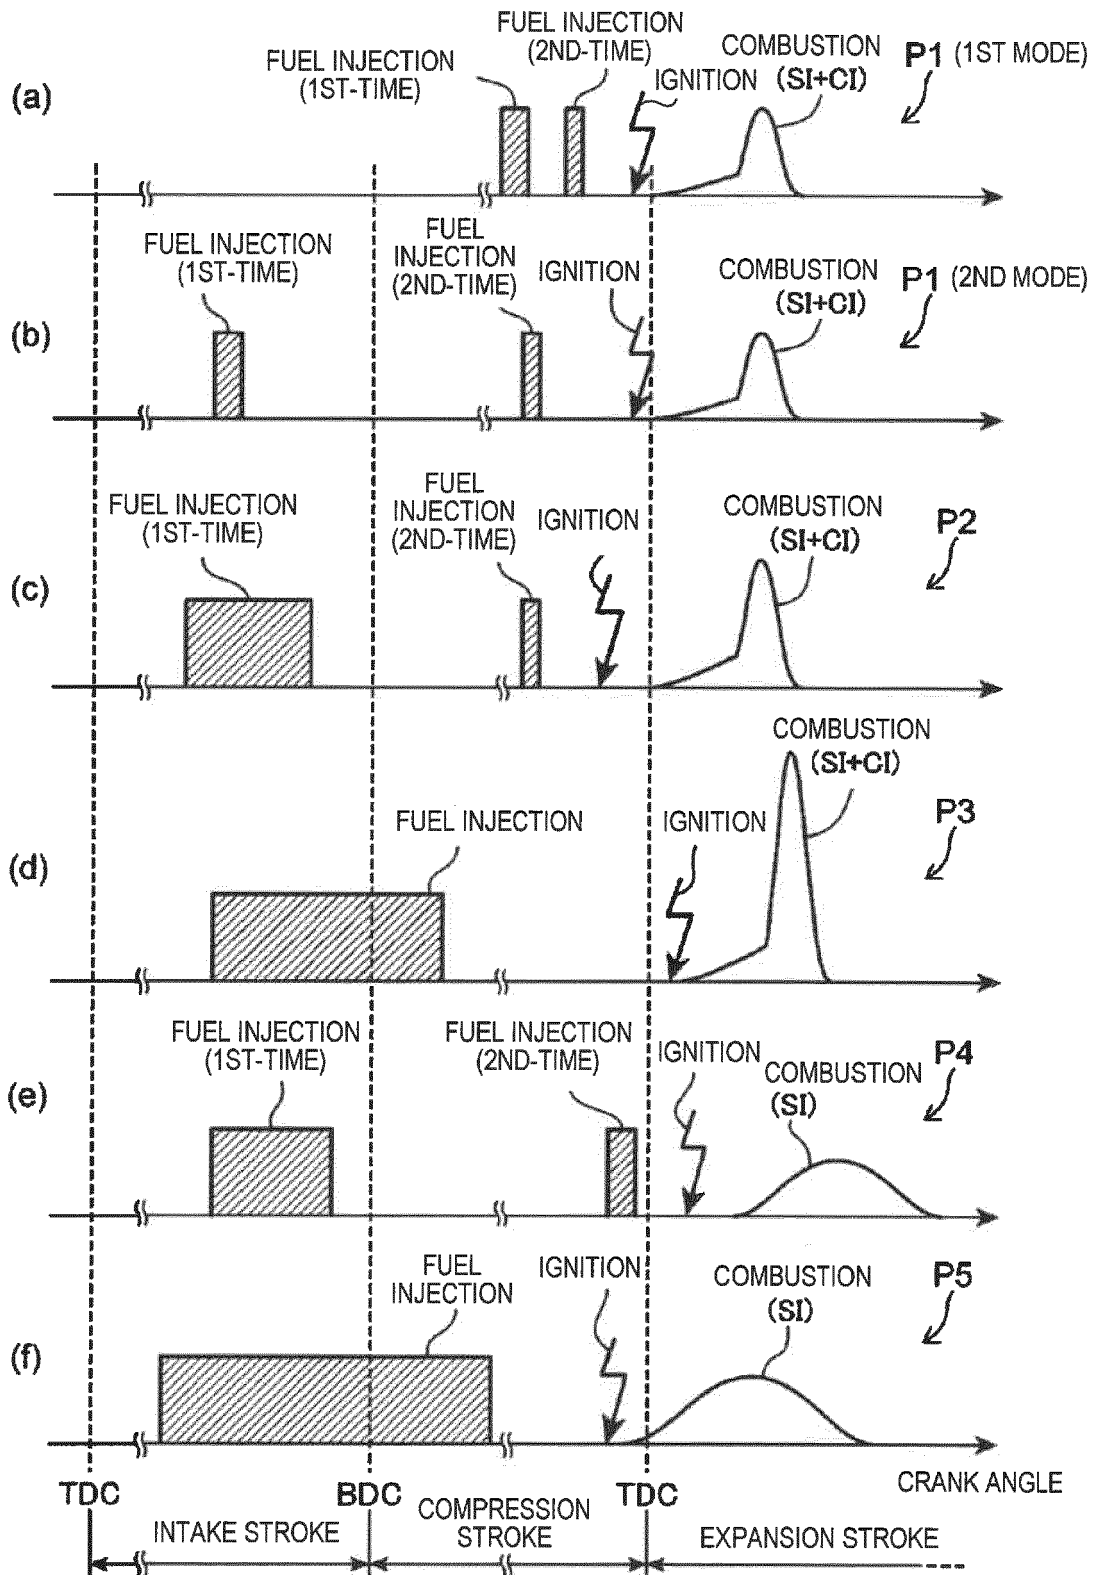 (a)
FUEL INJECTION
(1ST-TIME)
FUEL INJECTION
(2ND-TIME)
IGNITION
COMBUSTION
(SI+CI)
P1 (1ST MODE)
(b)
FUEL INJECTION
(1ST-TIME)
FUEL
INJECTION
(2ND-TIME)
IGNITION
COMBUSTION
(SI+CI)
P1 (2ND MODE)
(c)
FUEL INJECTION
(1ST-TIME)
FUEL
INJECTION
(2ND-TIME)
IGNITION
COMBUSTION
(SI+CI)
P2
(d)
FUEL INJECTION
IGNITION
COMBUSTION
(SI+CI)
P3
(e)
FUEL INJECTION
(1ST-TIME)
FUEL INJECTION
(2ND-TIME)
IGNITION
COMBUSTION
(SI)
P4
(f)
FUEL
INJECTION
IGNITION
COMBUSTION
(SI)
P5
TDC
BDC
TDC
CRANK ANGLE
INTAKE STROKE
COMPRESSION
STROKE
EXPANSION STROKE